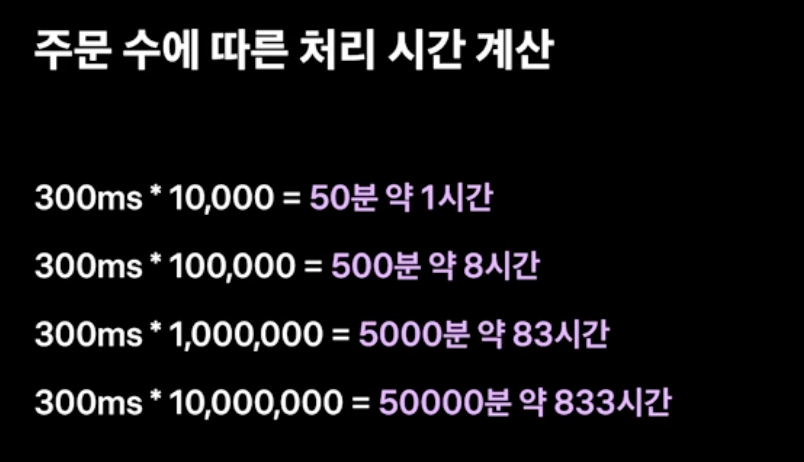 주문 수에 따른 처리 시간 계산
300ms * 10,000 = 50분 약 1시간
300ms * 100,000 = 500분 약 8시간
300ms * 1,000,000 = 5000분 약 83시간
300ms * 10,000,000 = 50000분 약 833시간